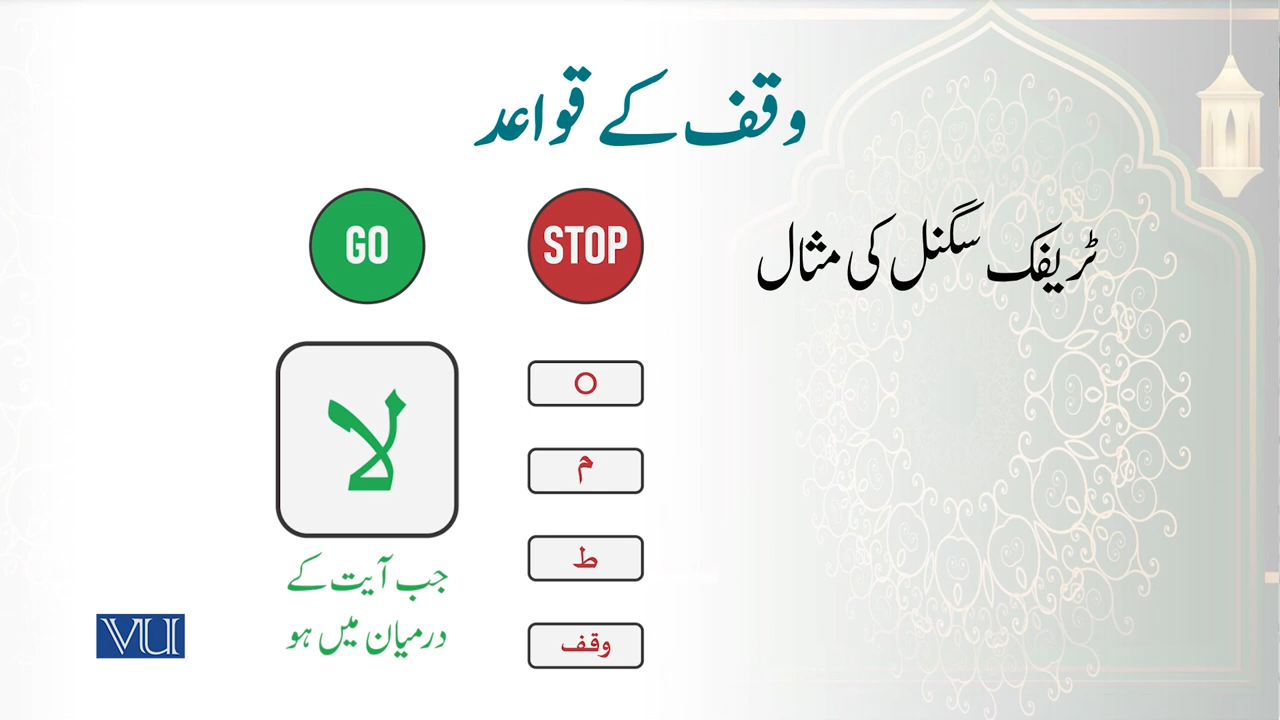 وقف کے قواعد
ٹریفک سگنل کی مثال
STOP
GO
○
م
ط
وقف
لا
جب آیت کے
درمیان میں ہو
VU